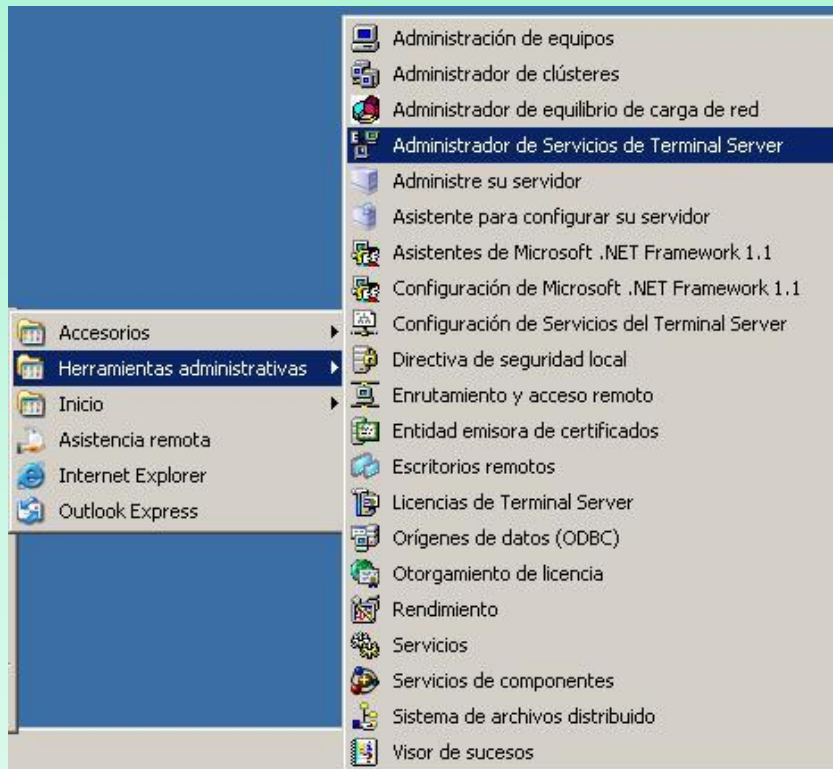 Accesorios
Herramientas administrativas
Inicio
Asistencia remota
Internet Explorer
Outlook Express
Administración de equipos
Administrador de clústeres
Administrador de equilibrio de carga de red
Administrador de Servicios de Terminal Server
Administre su servidor
Asistente para configurar su servidor
Asistentes de Microsoft .NET Framework 1.1
Configuración de Microsoft .NET Framework 1.1
Configuración de Servicios del Terminal Server
Directiva de seguridad local
Enrutamiento y acceso remoto
Entidad emisora de certificados
Escritorios remotos
Licencias de Terminal Server
Orígenes de datos (ODBC)
Otorgamiento de licencia
Rendimiento
Servicios
Servicios de componentes
Sistema de archivos distribuido
Visor de sucesos